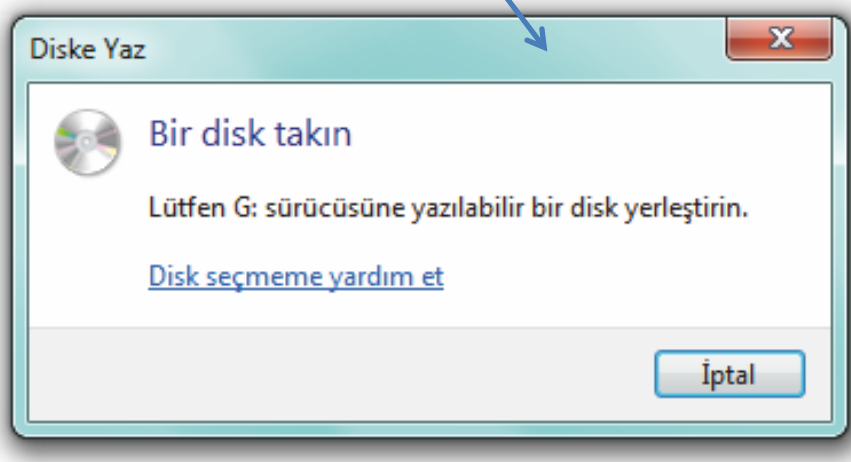 Diske Yaz
Bir disk takın
Lütfen G: sürücüsüne yazılabilir bir disk yerleştirin.
Disk seçmeme yardım et
İptal